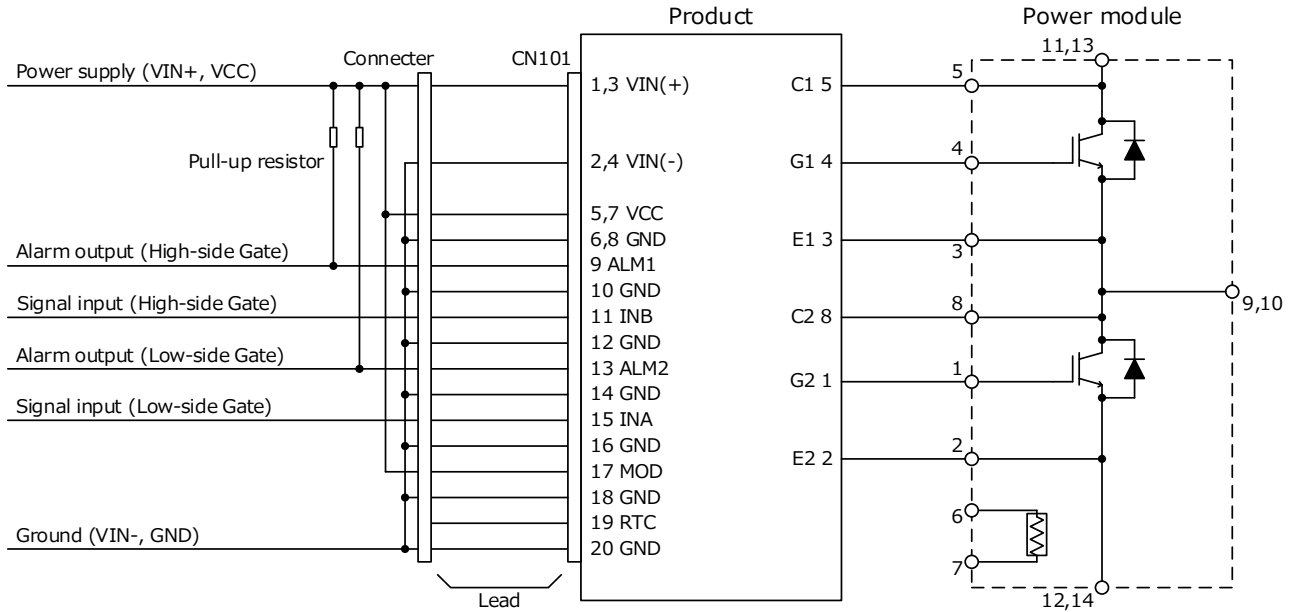 Product
Power module
Connecter
CN101
11,13
Power supply (VIN+, VCC)
1,3 VIN(+)
C1 5
5
Pull-up resistor
2,4 VIN(-)
G1 4
4
5,7 VCC
6,8 GND
E1 3
3
Alarm output (High-side Gate)
9 ALM1
10 GND
9,10
Signal input (High-side Gate)
11 INB
C2 8
8
12 GND
Alarm output (Low-side Gate)
13 ALM2
G2 1
1
14 GND
Signal input (Low-side Gate)
15 INA
16 GND
E2 2
2
17 MOD
18 GND
6
19 RTC
Ground (VIN-, GND)
20 GND
7
Lead
12,14